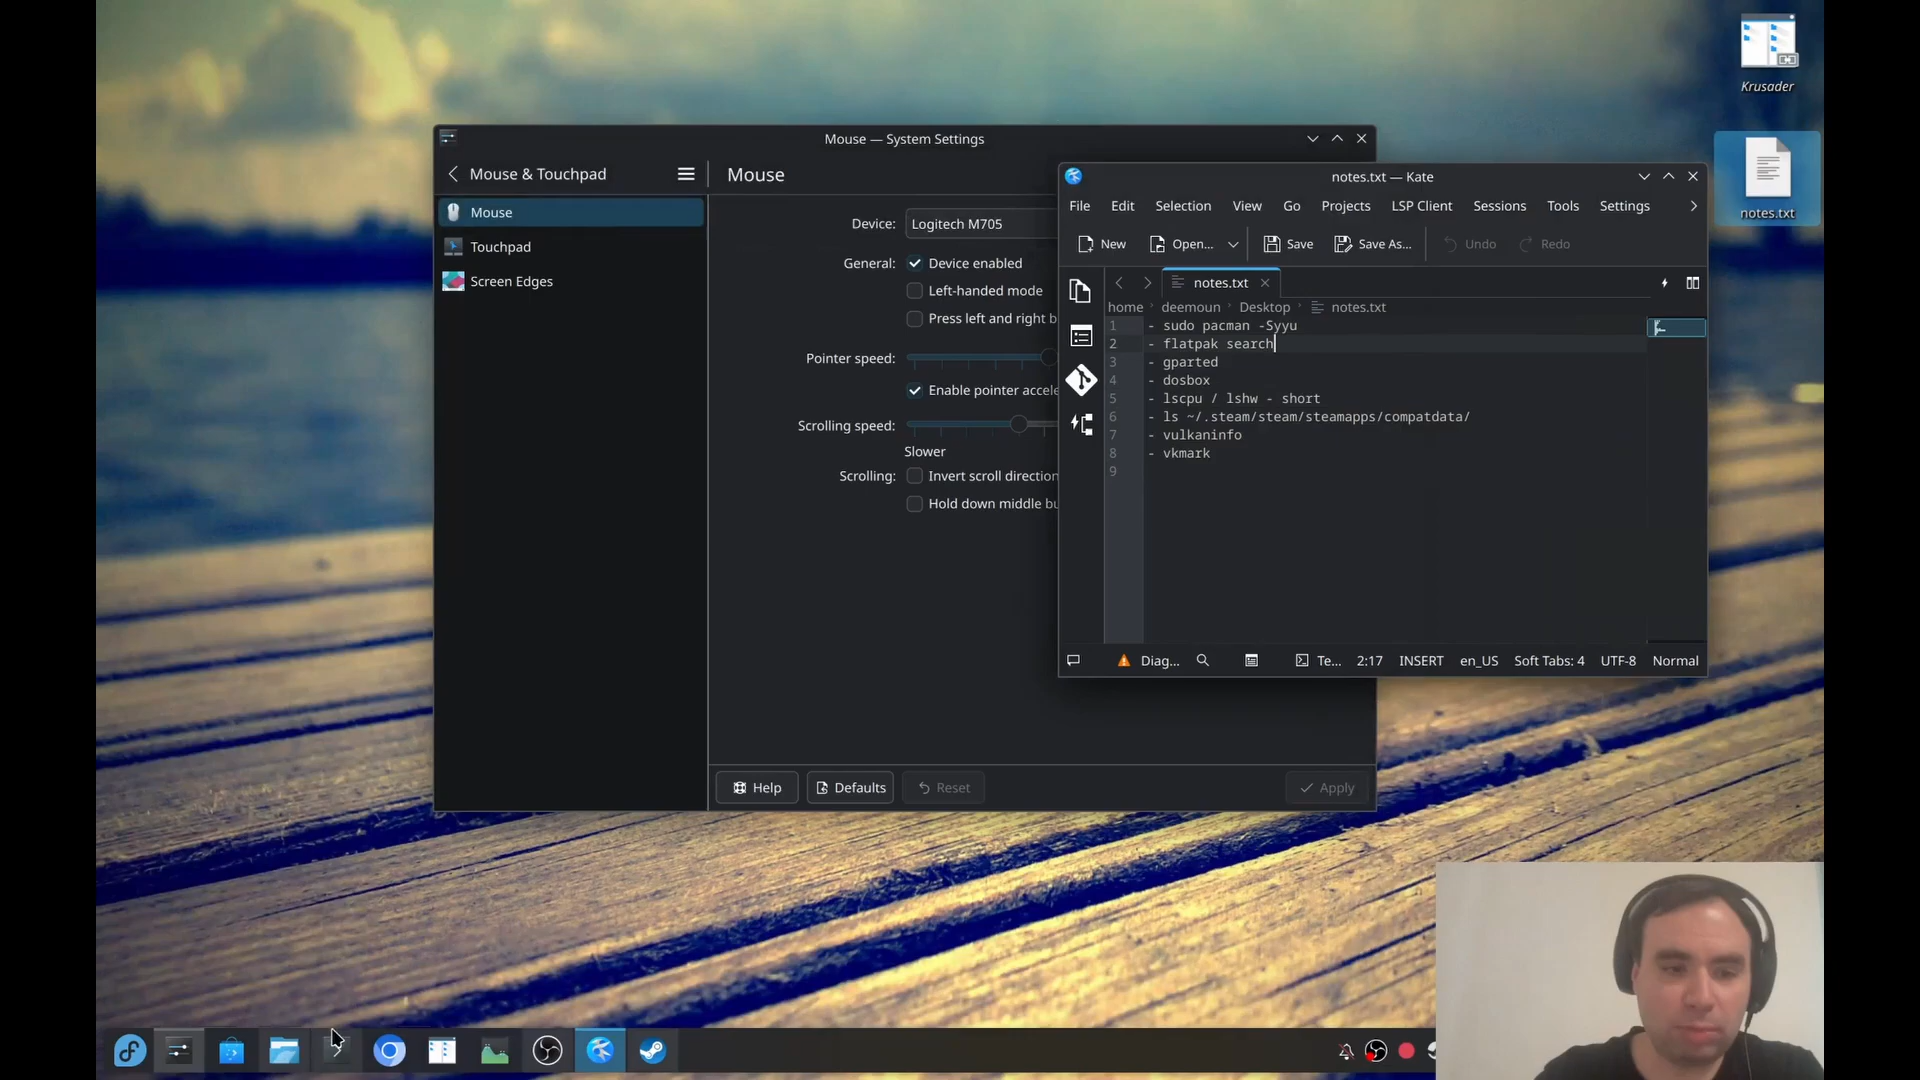 Krusader
notes.txt
Mouse — System Settings
Mouse & Touchpad
Mouse
Touchpad
Screen Edges
Mouse
Device:
Logitech M705
General:
Device enabled
Left-handed mode
Press left and right b
Pointer speed:
Enable pointer accele
Scrolling speed:
Slower
Scrolling:
Invert scroll direction
Hold down middle bu
Help
Defaults
Reset
Apply
notes.txt — Kate
File Edit Selection View Go Projects LSP Client Sessions Tools Settings
New Open... Save Save As... Undo Redo
notes.txt
home deemoun Desktop notes.txt
1 - sudo pacman -Syyu
2 - flatpak search
3 - gparted
4 - dosbox
5 - lscpu / lshw - short
6 - ls ~/.steam/steam/steamapps/compatdata/
7 - vulkaninfo
8 - vkmark
9
Diag... Te... 2:17 INSERT en_US Soft Tabs: 4 UTF-8 Normal